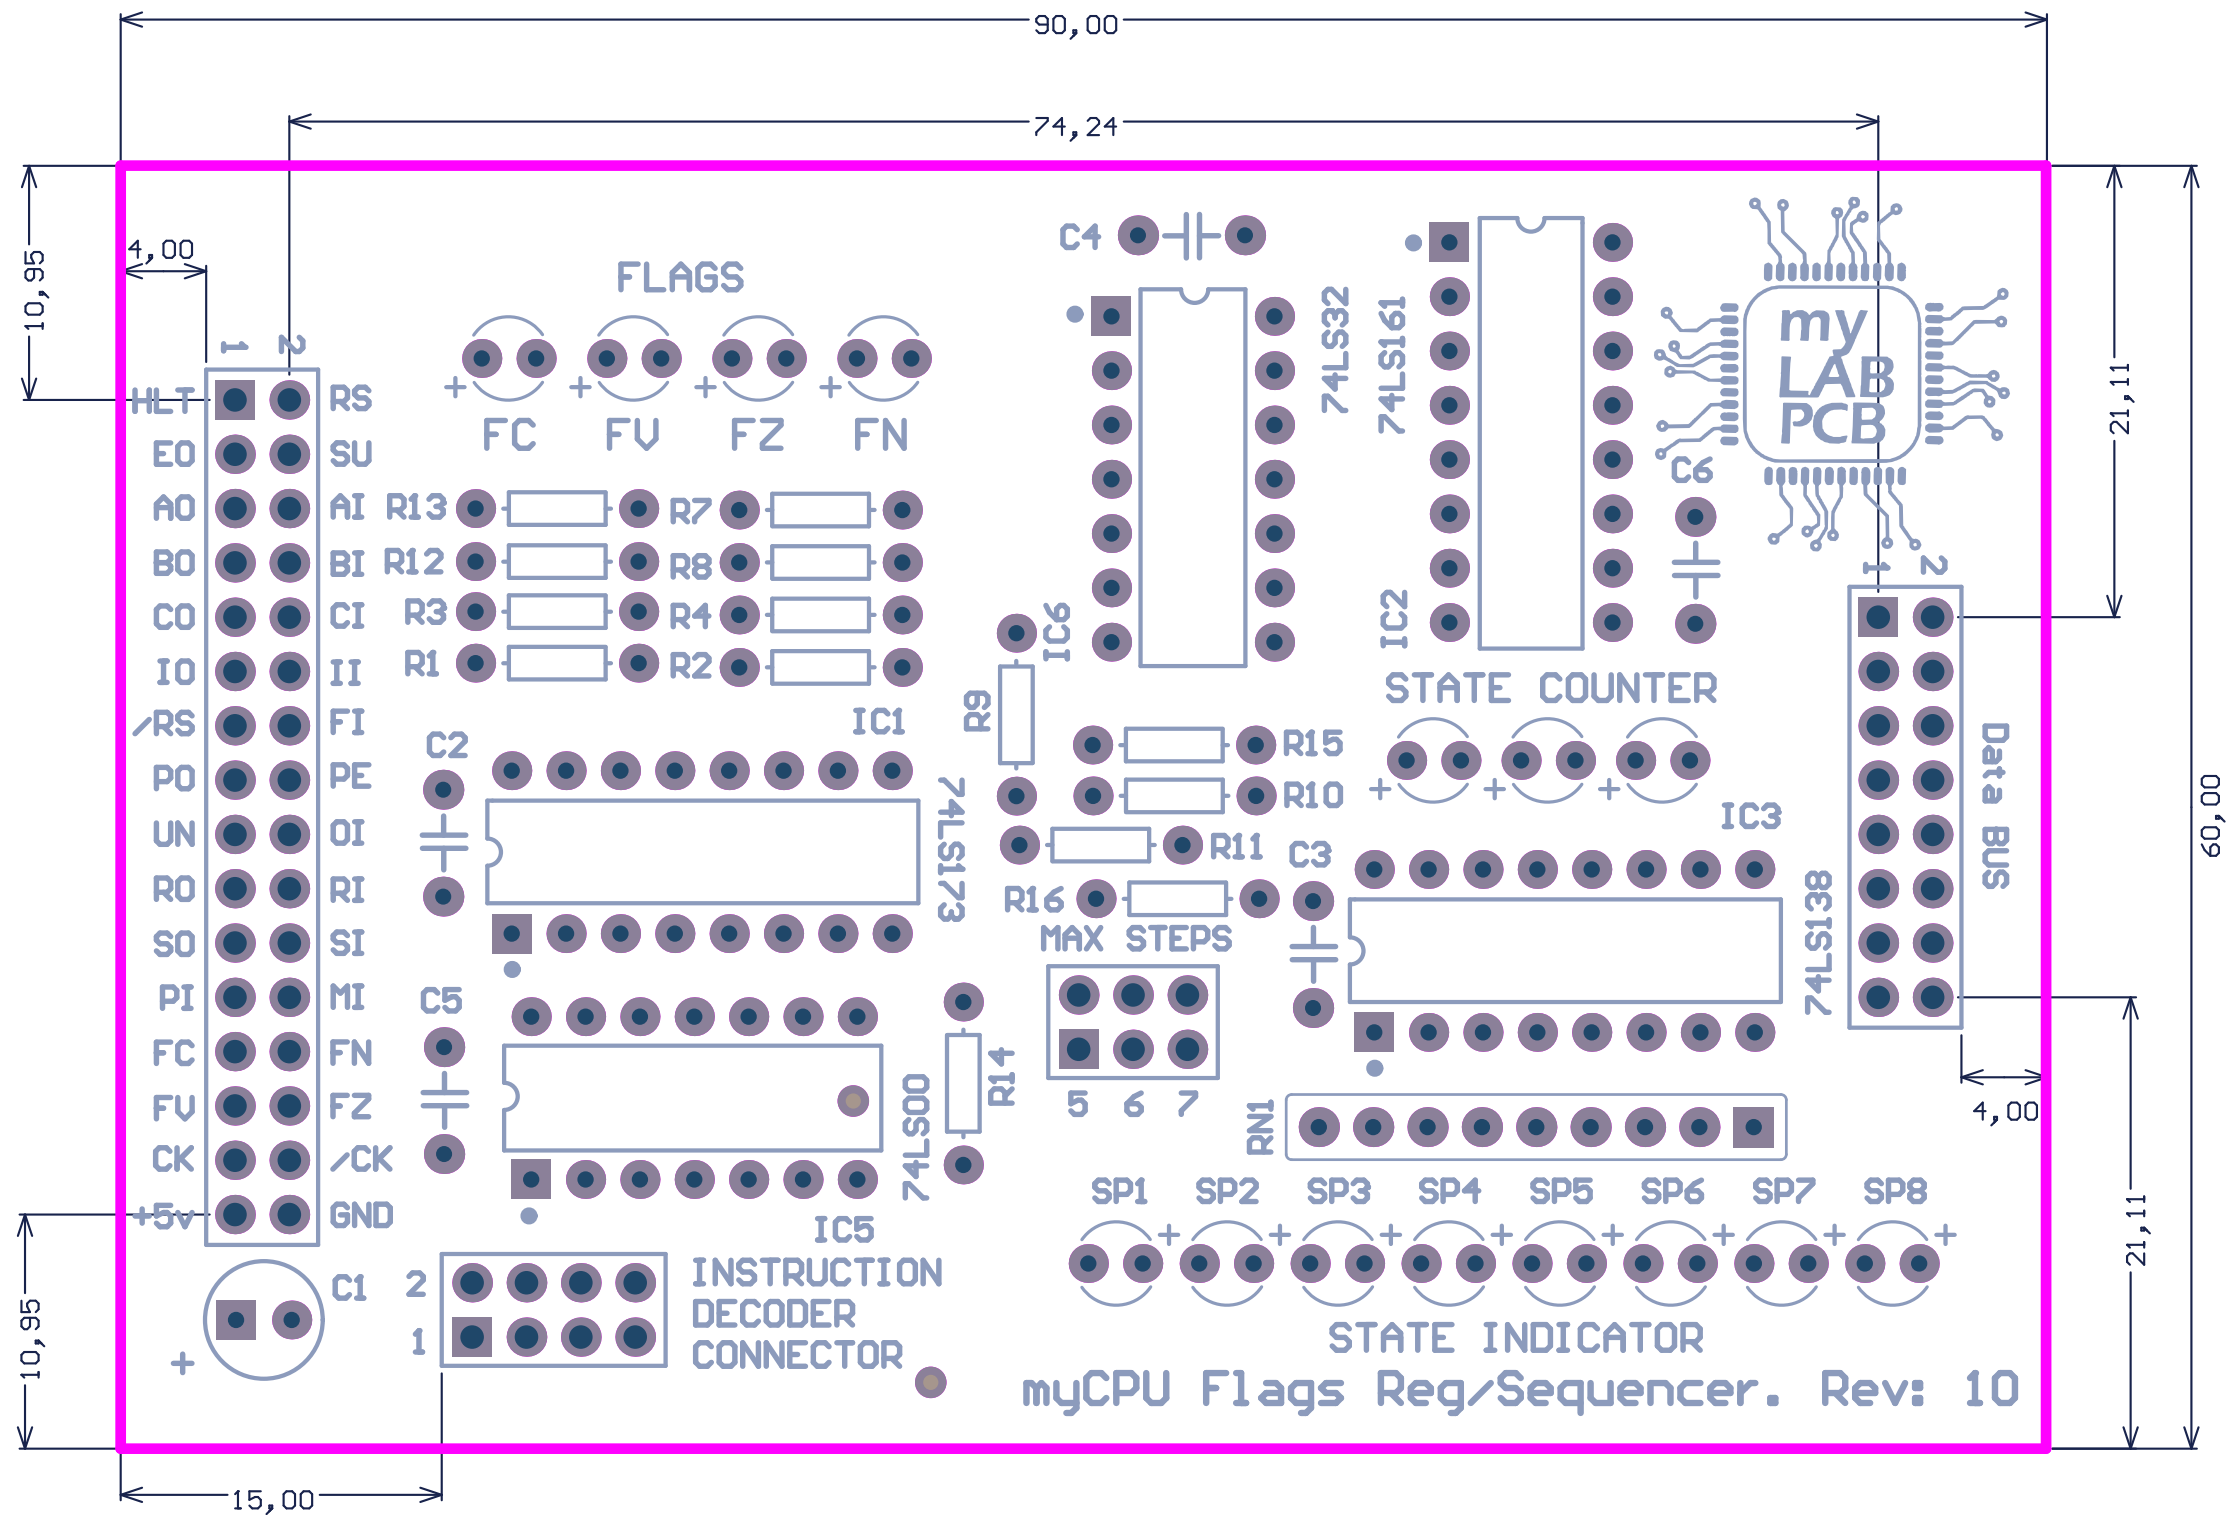 90,00
74,24
10,95
4,00
21,11
60,00
1 2
HLT RS
EO SU
AO AI
BO BI
CO CI
IO II
/RS FI
PO PE
UN OI
RO RI
SO SI
PI MI
FC FN
FV FZ
CK /CK
+5v GND
FLAGS
+ + + +
FC FV FZ FN
R13 R7
R12 R8
R3 R4
R1 R2
C4
74LS32
IC6
74LS161
IC2
my
LAB
PCB
C6
1 2
Data BUS
STATE COUNTER
+ + +
IC1
C2
74LS173
R9
R15
R10
R11
R16
C3
IC3
74LS138
MAX STEPS
5 6 7
C5
74LS00
IC5
R14
RN1
4,00
21,11
SP1 SP2 SP3 SP4 SP5 SP6 SP7 SP8
+ + + + + + + +
STATE INDICATOR
C1
+
2
1
INSTRUCTION
DECODER
CONNECTOR
myCPU Flags Reg/Sequencer. Rev: 10
10,95
15,00